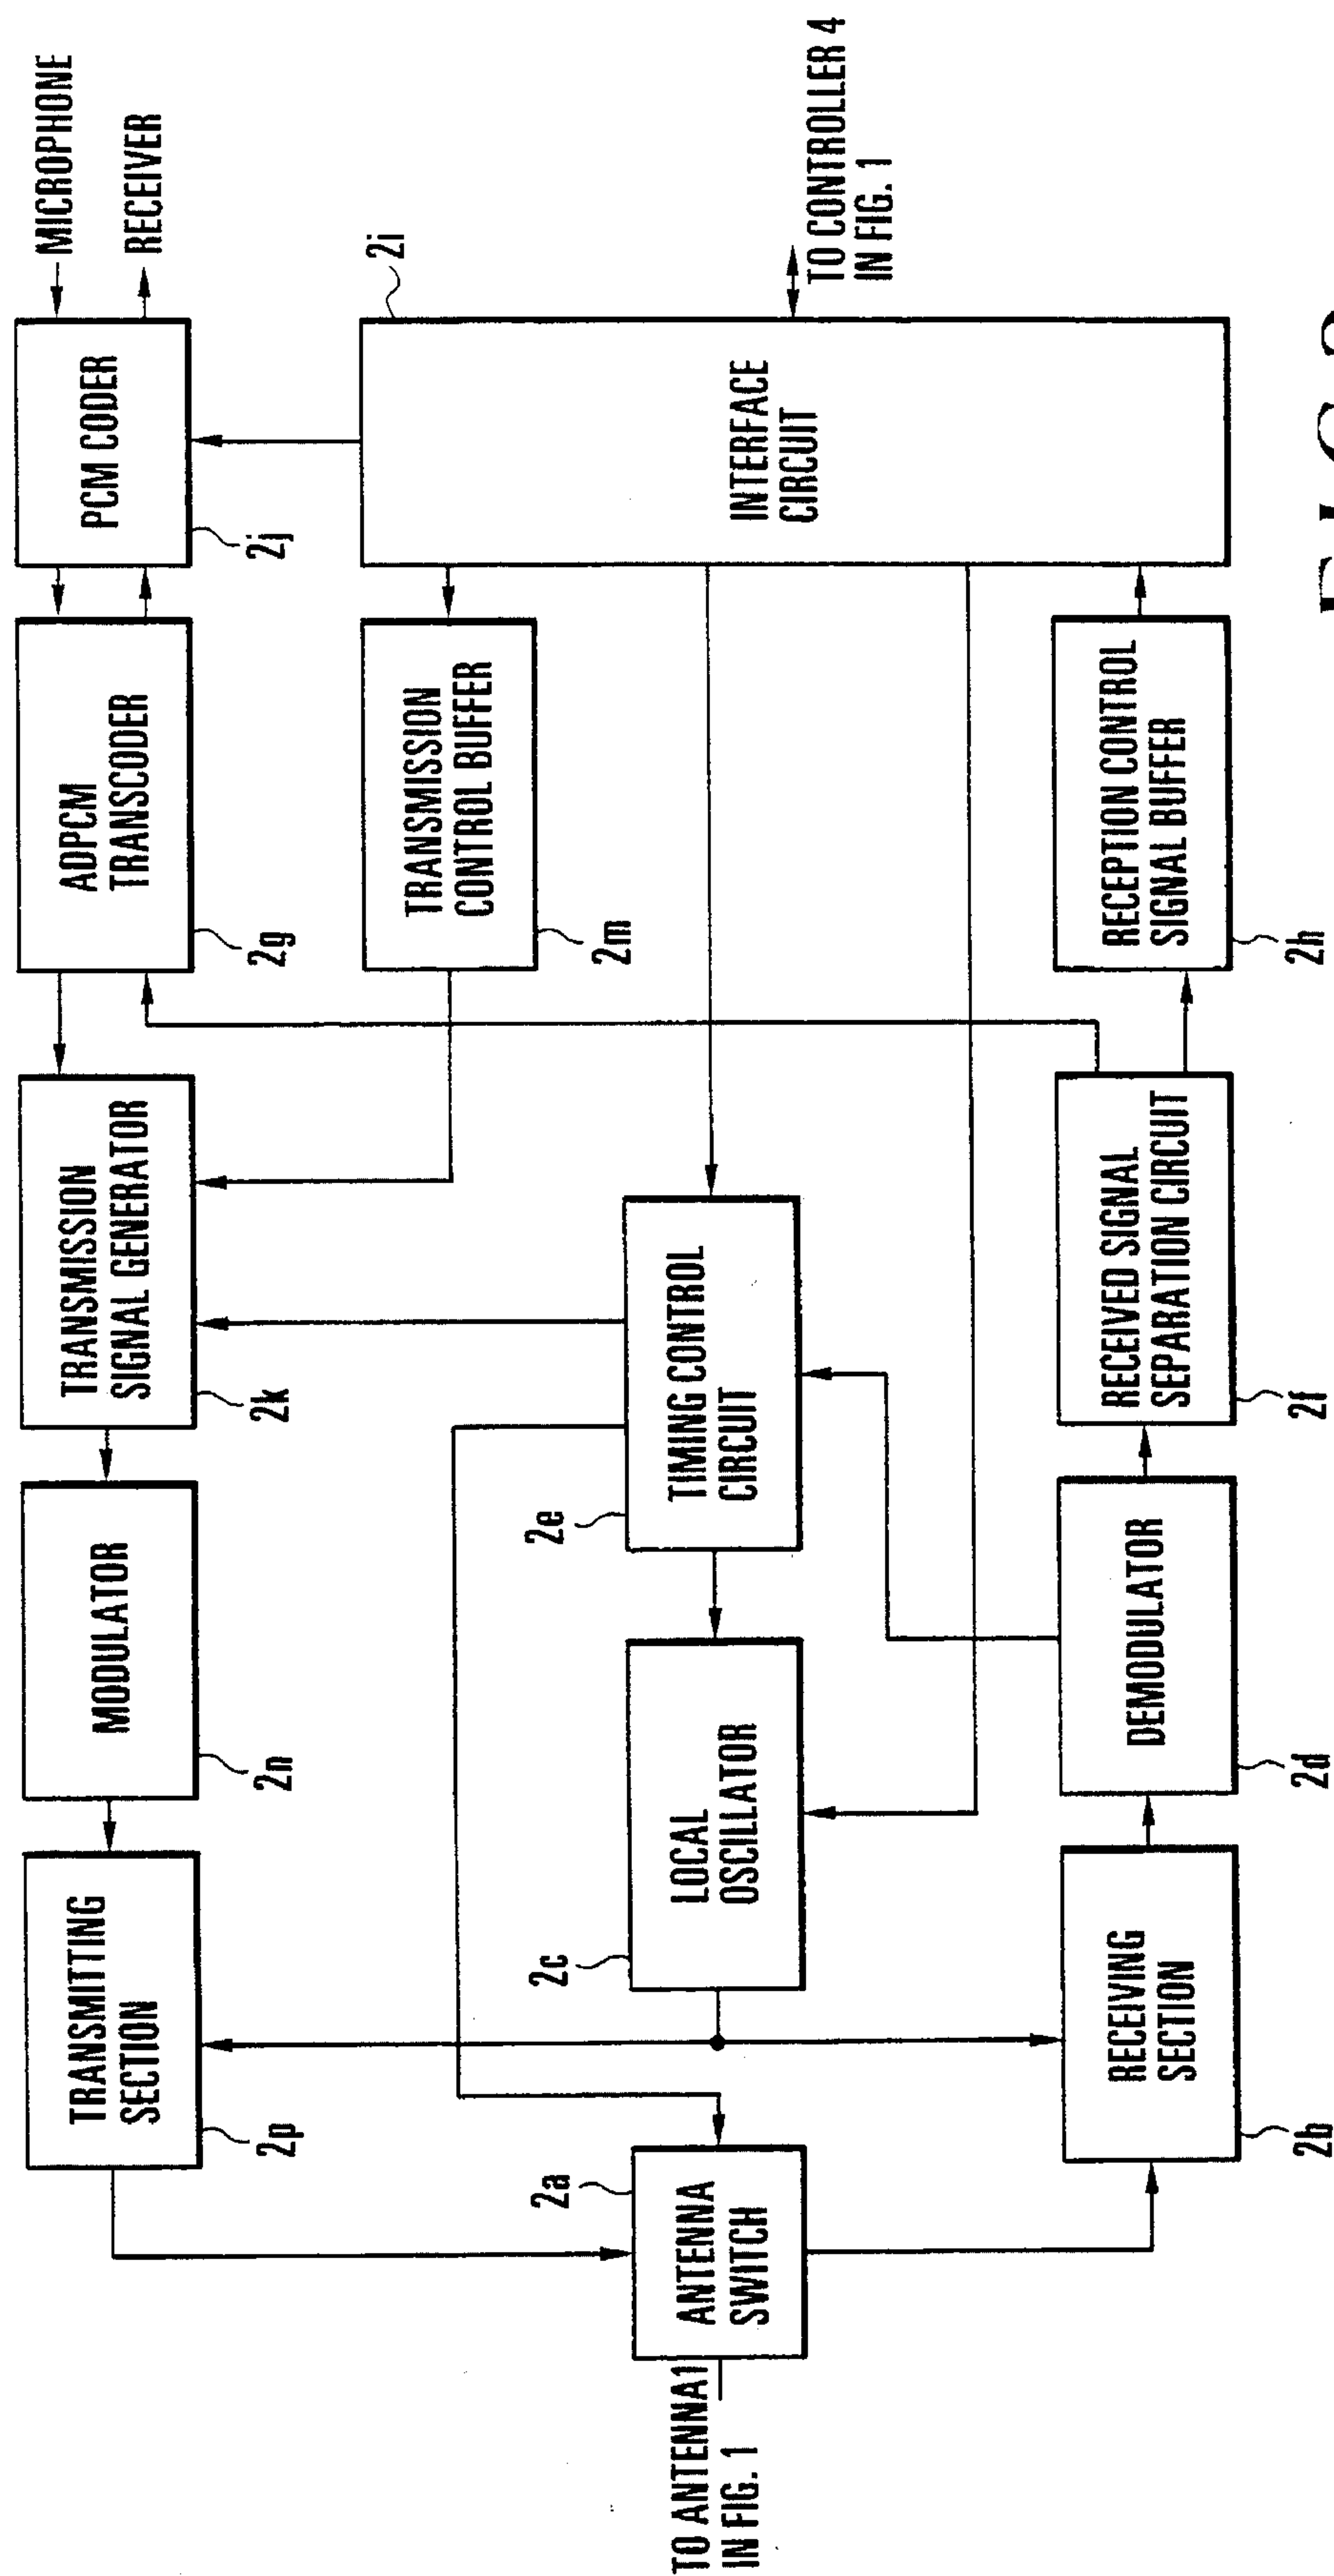 MICROPHONE
RECEIVER
PCM CODER
2j
ADPCM
TRANSCODER
2g
TRANSMISSION
SIGNAL GENERATOR
2k
MODULATOR
2n
TRANSMITTING
SECTION
2p
2i
INTERFACE
CIRCUIT
TO CONTROLLER 4
IN FIG. 1
TRANSMISSION
CONTROL BUFFER
2m
TIMING CONTROL
CIRCUIT
2e
LOCAL
OSCILLATOR
2c
ANTENNA
SWITCH
2a
TO ANTENNA1
IN FIG. 1
RECEPTION CONTROL
SIGNAL BUFFER
2h
RECEIVED SIGNAL
SEPARATION CIRCUIT
2f
DEMODULATOR
2d
RECEIVING
SECTION
2b